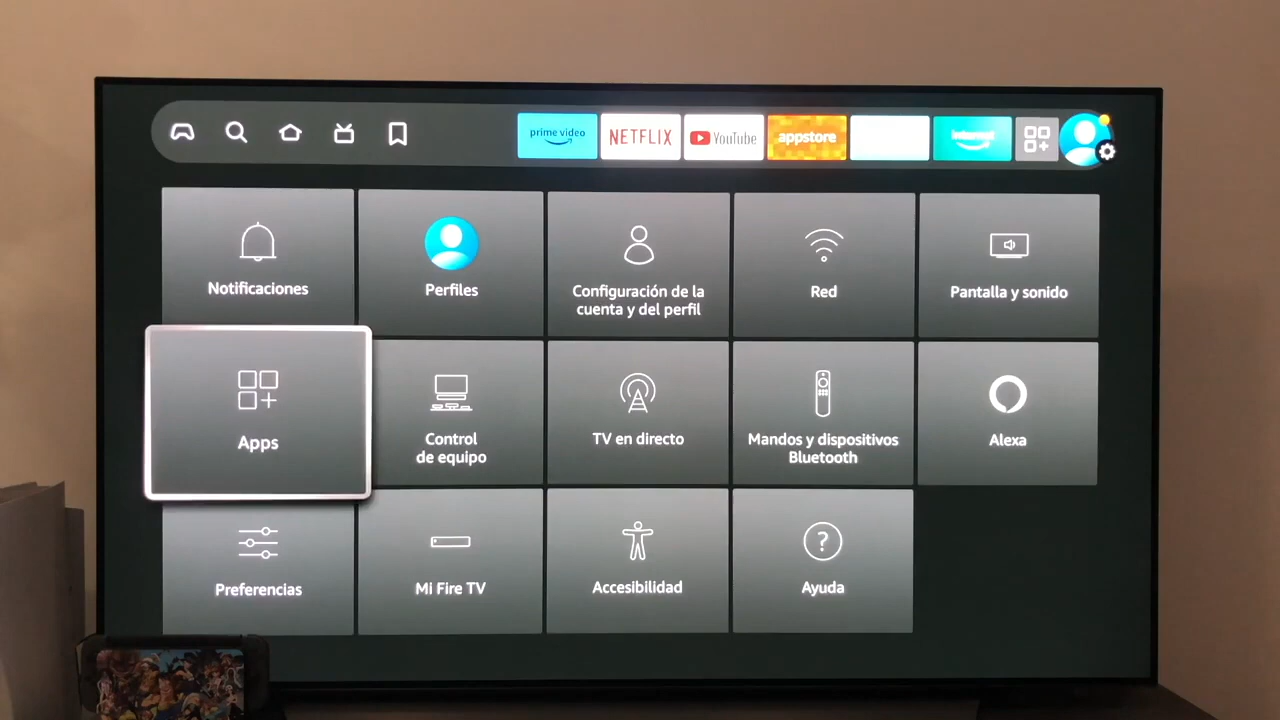 prime video
NETFLIX
YouTube
appstore
internet
Notificaciones
Perfiles
Configuración de la
cuenta y del perfil
Red
Pantalla y sonido
Apps
Control
de equipo
TV en directo
Mandos y dispositivos
Bluetooth
Alexa
Preferencias
Mi Fire TV
Accesibilidad
?
Ayuda